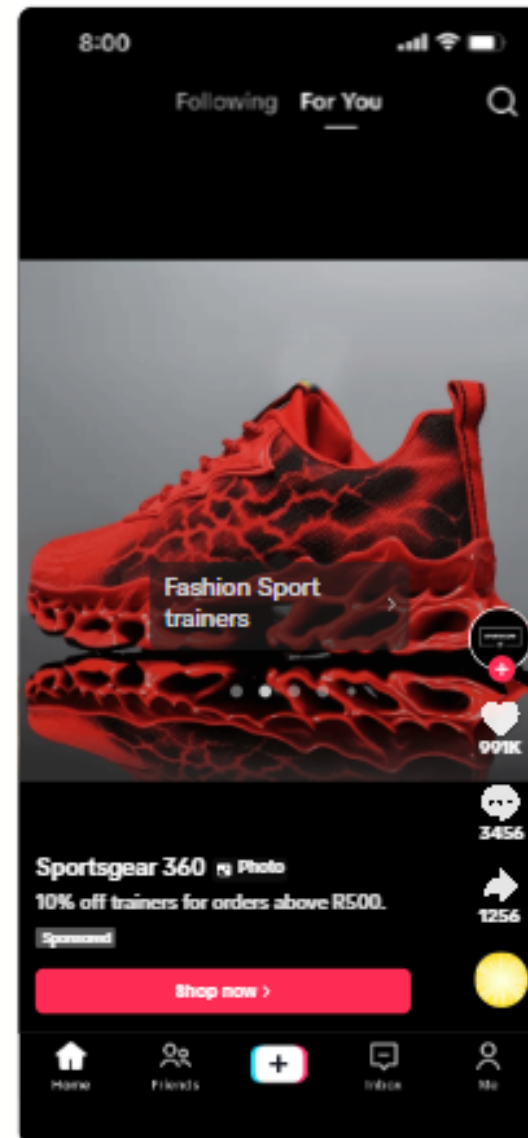 8:00
Following For You
Fashion Sport
trainers
991K
3456
Sportsgear 360 Photo
10% off trainers for orders above R500.
1256
Sponsored
Shop now >
Home Friends Inbox Me